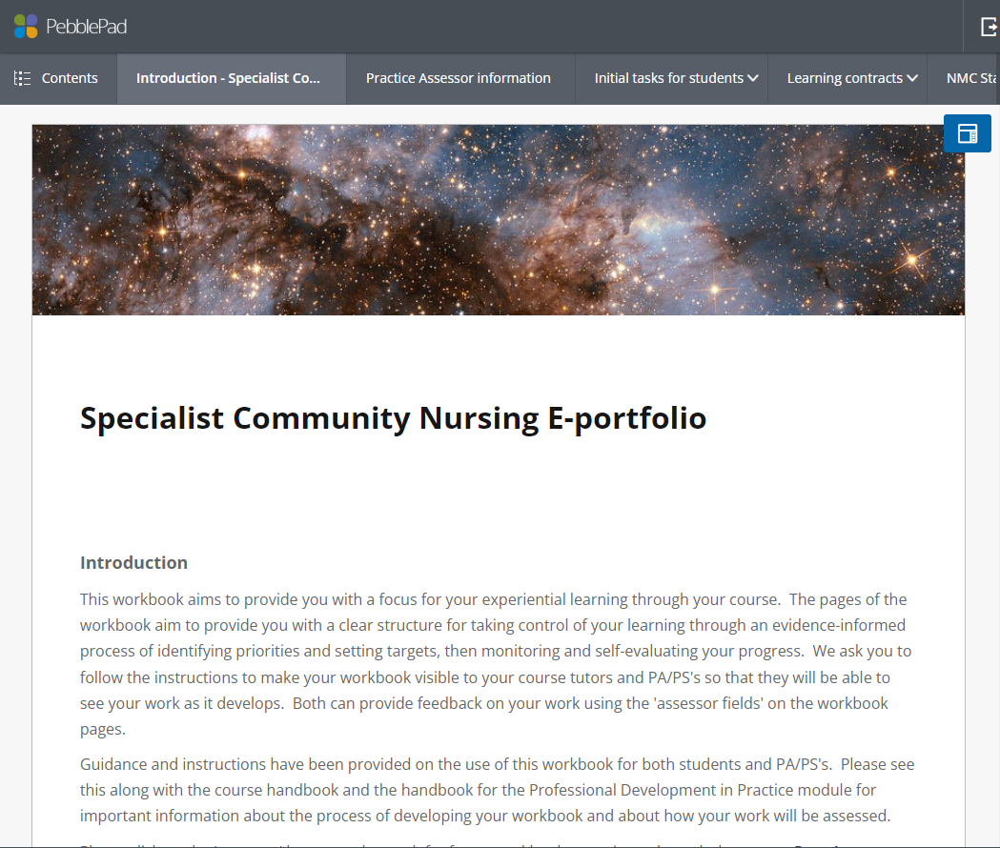 PebblePad
Contents
Introduction - Specialist Co...
Practice Assessor information
Initial tasks for students
Learning contracts
NMC Sta
Specialist Community Nursing E-portfolio
Introduction
This workbook aims to provide you with a focus for your experiential learning through your course.  The pages of the
workbook aim to provide you with a clear structure for taking control of your learning through an evidence-informed
process of identifying priorities and setting targets, then monitoring and self-evaluating your progress.  We ask you to
follow the instructions to make your workbook visible to your course tutors and PA/PS's so that they will be able to
see your work as it develops.  Both can provide feedback on your work using the 'assessor fields' on the workbook
pages.
Guidance and instructions have been provided on the use of this workbook for both students and PA/PS's.  Please see
this along with the course handbook and the handbook for the Professional Development in Practice module for
important information about the process of developing your workbook and about how your work will be assessed.